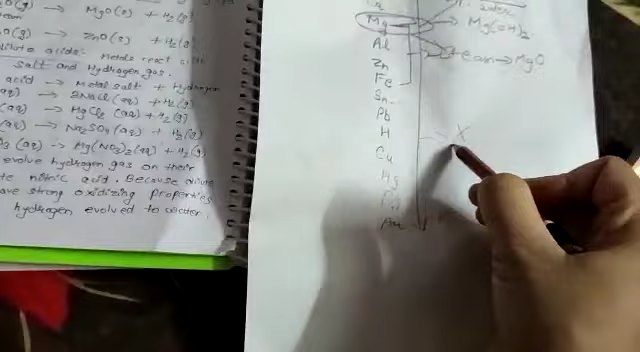 → MgO(s) + H₂(g)
→ ZnO(s) + H₂(g)
dilute acids: Metals react
Salt and Hydrogen gas.
acid → Metal salt + Hydrogen
→ 2NaCl (aq) + H₂(g)
(aq) → MgCl₂ (aq) + H₂(g)
(aq) → Na₂SO₄(aq) + H₂(g)
(aq) → Mg(NO₃)₂(aq) + H₂(g)
evolve hydrogen gas on their
nitric acid. Because
have strong oxidizing properties
hydrogen evolved to water.
Mg → Mg(OH)₂
Al
steam → MgO
Zn
Fe
Sn
Pb
H
x
Cu
Hg
Au